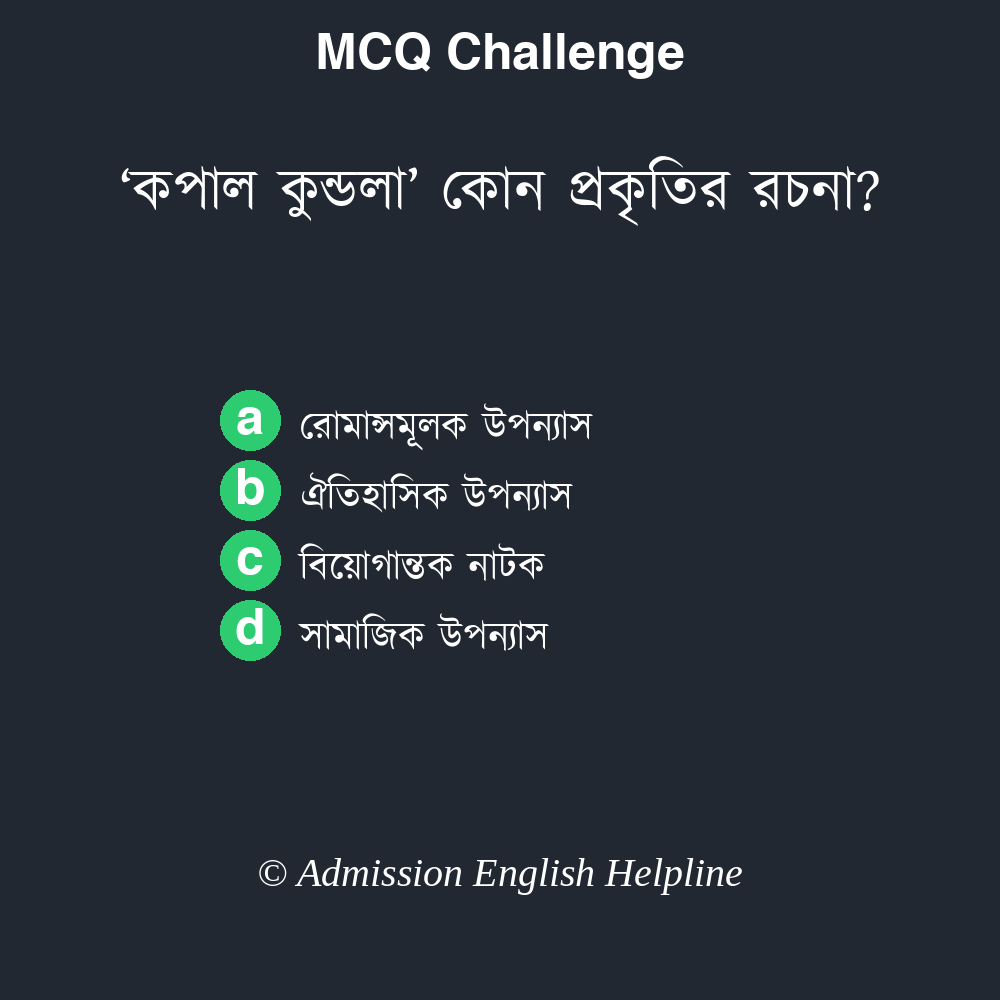 MCQ Challenge
‘কপাল কুন্ডলা’ কোন প্রকৃতির রচনা?
a রোমান্সমূলক উপন্যাস
b ঐতিহাসিক উপন্যাস
c বিয়োগান্তক নাটক
d সামাজিক উপন্যাস
© Admission English Helpline